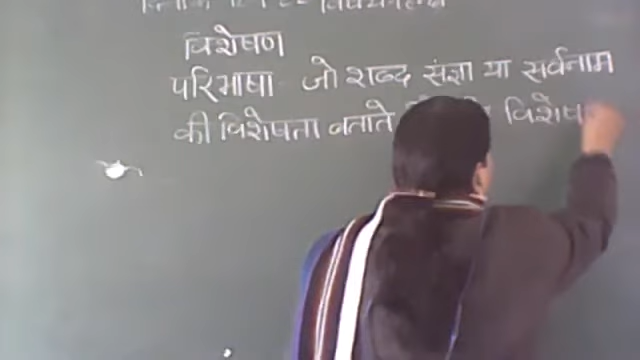 विशेषण
परिभाषा जो शब्द संज्ञा या सर्वनाम
की विशेषता बताते विशेष